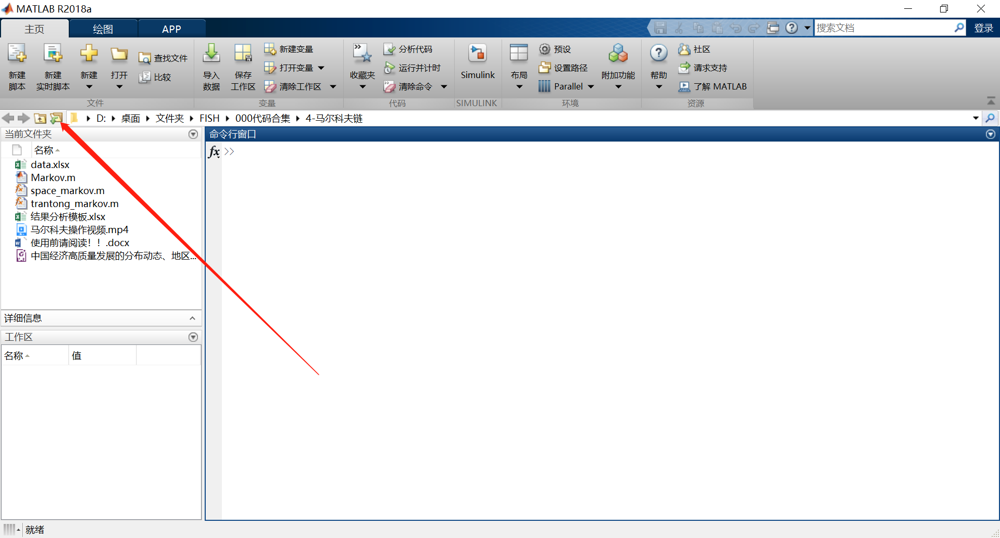 MATLAB R2018a
主页 绘图 APP 搜索文档 登录
新建脚本 新建实时脚本 新建 打开 查找文件 比较
文件
导入数据 保存工作区 新建变量 打开变量 清除工作区
变量
收藏夹 分析代码 运行并计时 清除命令
代码
Simulink
SIMULINK
布局 预设 设置路径 Parallel 附加功能
环境
帮助 社区 请求支持 了解 MATLAB
资源
D: 桌面 文件夹 FISH 000代码合集 4-马尔科夫链
当前文件夹
名称
data.xlsx
Markov.m
space_markov.m
trantong_markov.m
结果分析模板.xlsx
马尔科夫操作视频.mp4
使用前请阅读！！.docx
中国经济高质量发展的分布动态、地区...
详细信息
工作区
名称 值
命令行窗口
fx >>
就绪